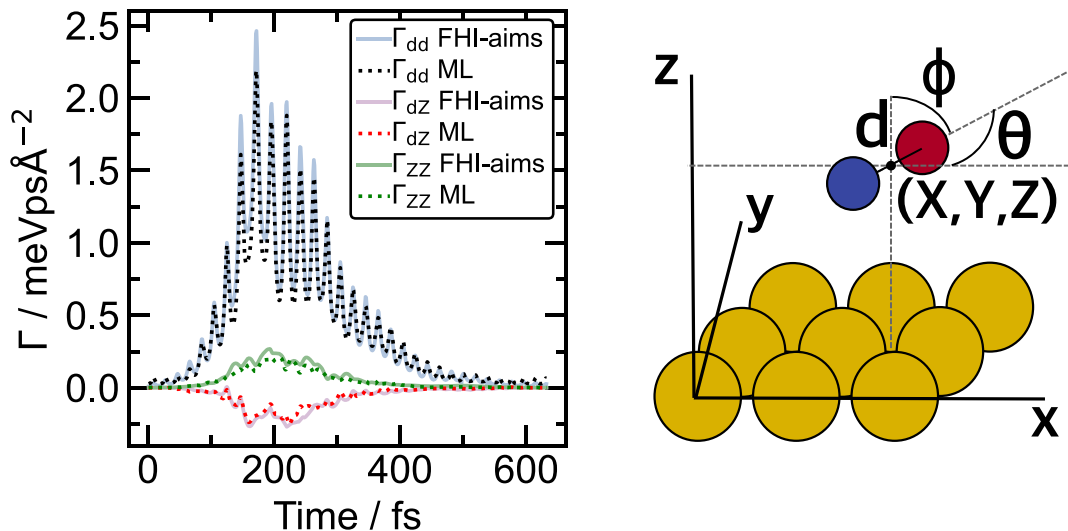 2.5
2.0
1.5
1.0
0.5
0.0
Γ / meVpsÅ⁻²
0
200
400
600
Time / fs
Γdd FHI-aims
Γdd ML
ΓdZ FHI-aims
ΓdZ ML
ΓZZ FHI-aims
ΓZZ ML
z
ϕ
d
θ
(X,Y,Z)
y
x